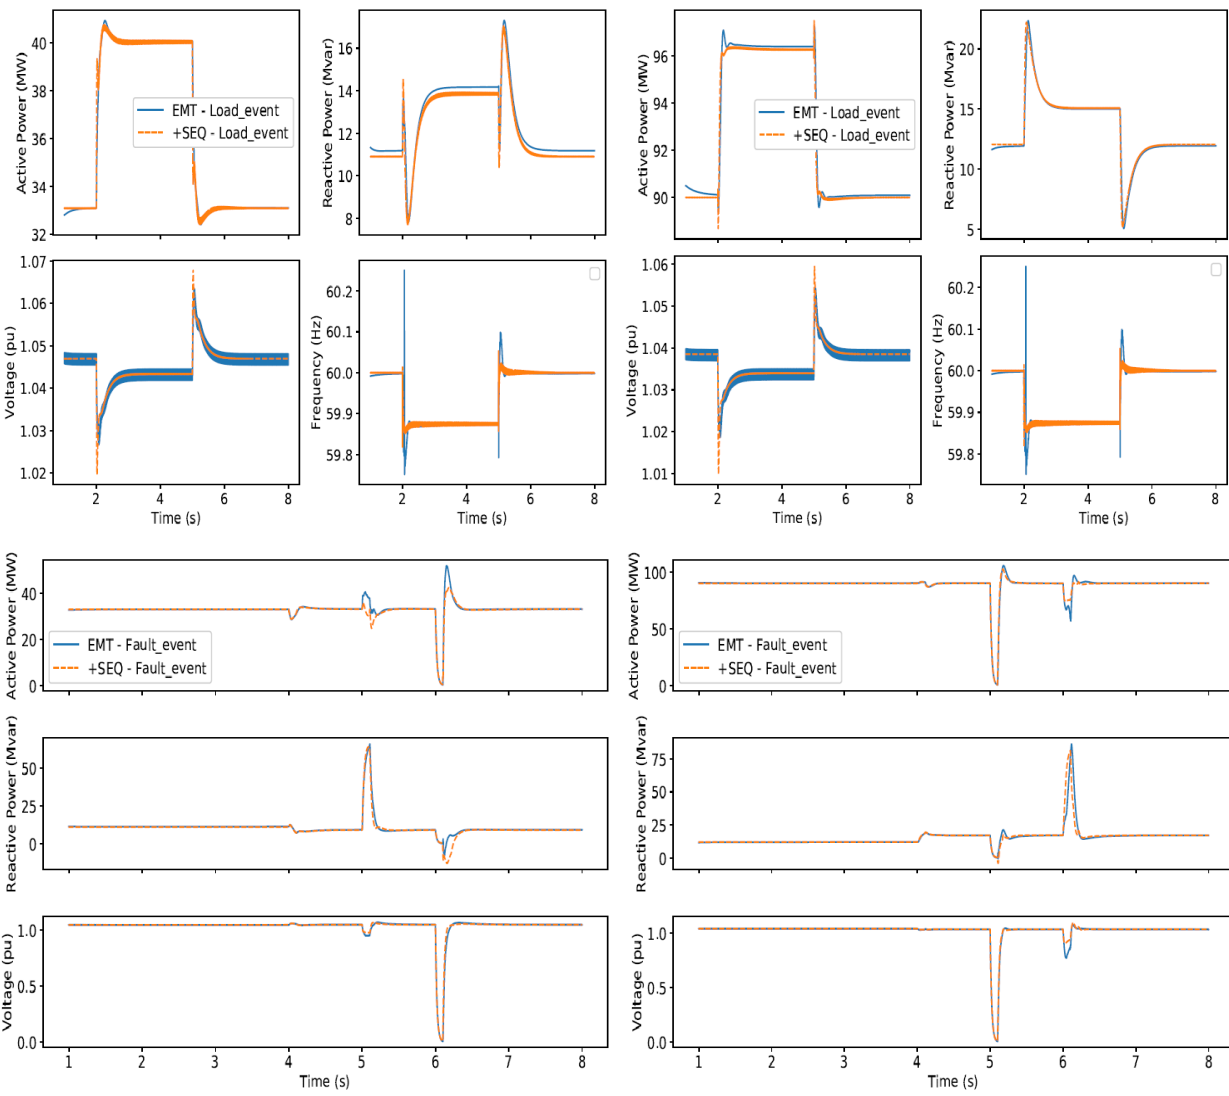 Active Power (MW)
40
38
36
34
32
EMT - Load_event
+SEQ - Load_event
Reactive Power (Mvar)
16
14
12
10
8
Active Power (MW)
96
94
92
90
EMT - Load_event
+SEQ - Load_event
Reactive Power (Mvar)
20
15
10
5
Voltage (pu)
1.07
1.06
1.05
1.04
1.03
1.02
2 4 6 8
Time (s)
Frequency (Hz)
60.2
60.1
60.0
59.9
59.8
2 4 6 8
Time (s)
Voltage (pu)
1.06
1.05
1.04
1.03
1.02
1.01
2 4 6 8
Time (s)
Frequency (Hz)
60.2
60.1
60.0
59.9
59.8
2 4 6 8
Time (s)
Active Power (MW)
40
20
0
EMT - Fault_event
+SEQ - Fault_event
Active Power (MW)
100
50
0
EMT - Fault_event
+SEQ - Fault_event
Reactive Power (Mvar)
50
25
0
Reactive Power (Mvar)
75
50
25
0
Voltage (pu)
1.0
0.5
0.0
1 2 3 4 5 6 7 8
Time (s)
Voltage (pu)
1.0
0.5
0.0
1 2 3 4 5 6 7 8
Time (s)